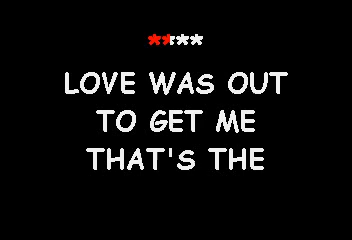 ****
LOVE WAS OUT
TO GET ME
THAT'S THE